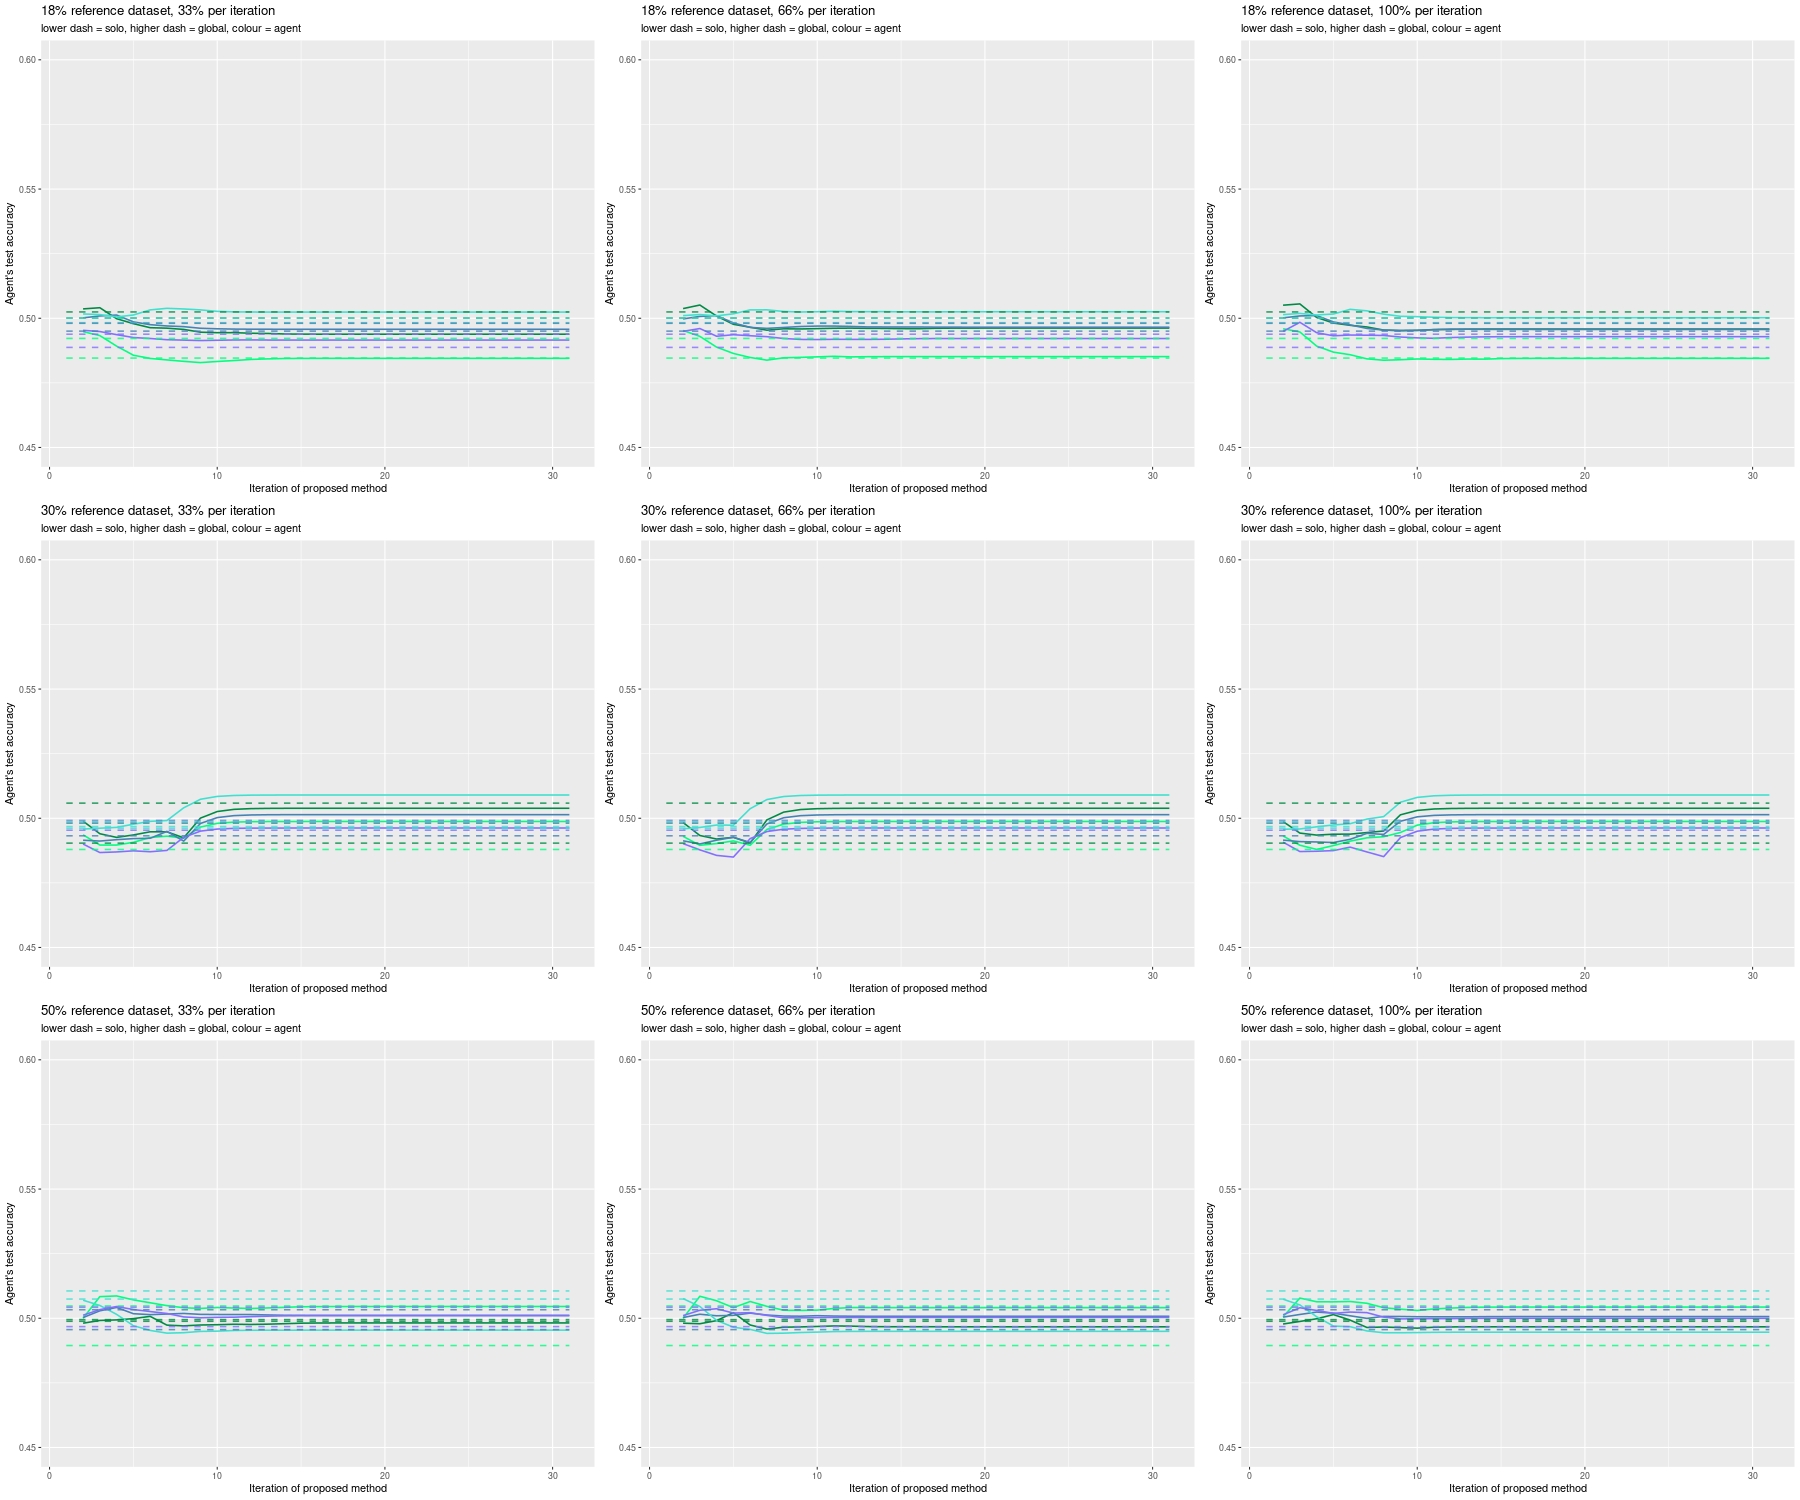 18% reference dataset, 33% per iteration
lower dash = solo, higher dash = global, colour = agent
0.60
0.55
0.50
0.45
Agent's test accuracy
0
10
20
30
Iteration of proposed method
18% reference dataset, 66% per iteration
lower dash = solo, higher dash = global, colour = agent
0.60
0.55
0.50
0.45
Agent's test accuracy
0
10
20
30
Iteration of proposed method
18% reference dataset, 100% per iteration
lower dash = solo, higher dash = global, colour = agent
0.60
0.55
0.50
0.45
Agent's test accuracy
0
10
20
30
Iteration of proposed method
30% reference dataset, 33% per iteration
lower dash = solo, higher dash = global, colour = agent
0.60
0.55
0.50
0.45
Agent's test accuracy
0
10
20
30
Iteration of proposed method
30% reference dataset, 66% per iteration
lower dash = solo, higher dash = global, colour = agent
0.60
0.55
0.50
0.45
Agent's test accuracy
0
10
20
30
Iteration of proposed method
30% reference dataset, 100% per iteration
lower dash = solo, higher dash = global, colour = agent
0.60
0.55
0.50
0.45
Agent's test accuracy
0
10
20
30
Iteration of proposed method
50% reference dataset, 33% per iteration
lower dash = solo, higher dash = global, colour = agent
0.60
0.55
0.50
0.45
Agent's test accuracy
0
10
20
30
Iteration of proposed method
50% reference dataset, 66% per iteration
lower dash = solo, higher dash = global, colour = agent
0.60
0.55
0.50
0.45
Agent's test accuracy
0
10
20
30
Iteration of proposed method
50% reference dataset, 100% per iteration
lower dash = solo, higher dash = global, colour = agent
0.60
0.55
0.50
0.45
Agent's test accuracy
0
10
20
30
Iteration of proposed method